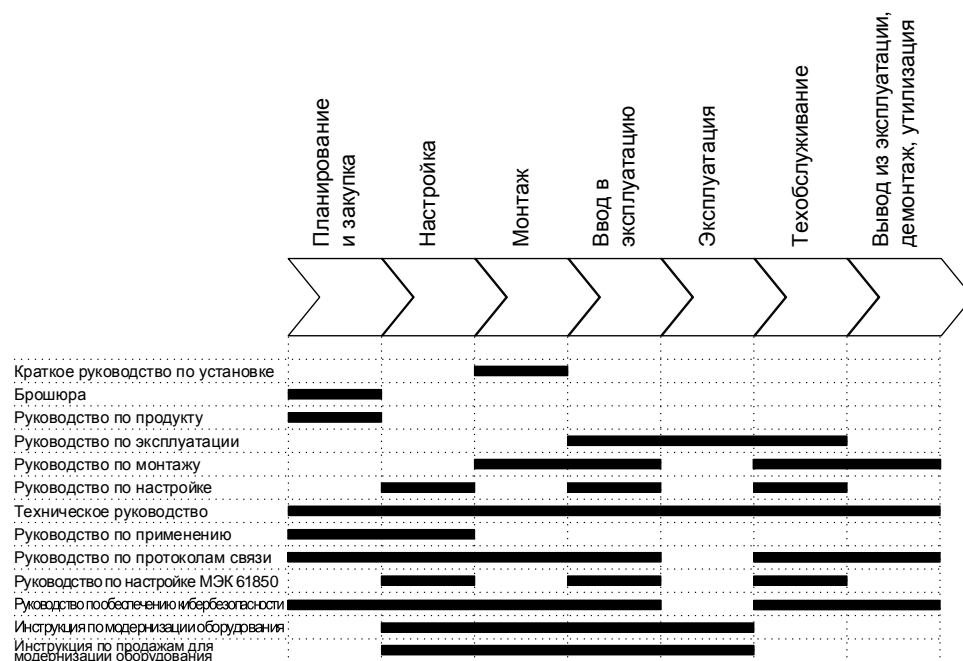 Планирование
и закупка
Настройка
Монтаж
Ввод в
эксплуатацию
Эксплуатация
Техобслуживание
Вывод из эксплуатации,
демонтаж, утилизация
Краткое руководство по установке
Брошюра
Руководство по продукту
Руководство по эксплуатации
Руководство по монтажу
Руководство по настройке
Техническое руководство
Руководство по применению
Руководство по протоколам связи
Руководство по настройке МЭК 61850
Руководство по обеспечению кибербезопасности
Инструкция по модернизации оборудования
Инструкция по продажам для
модернизации оборудования